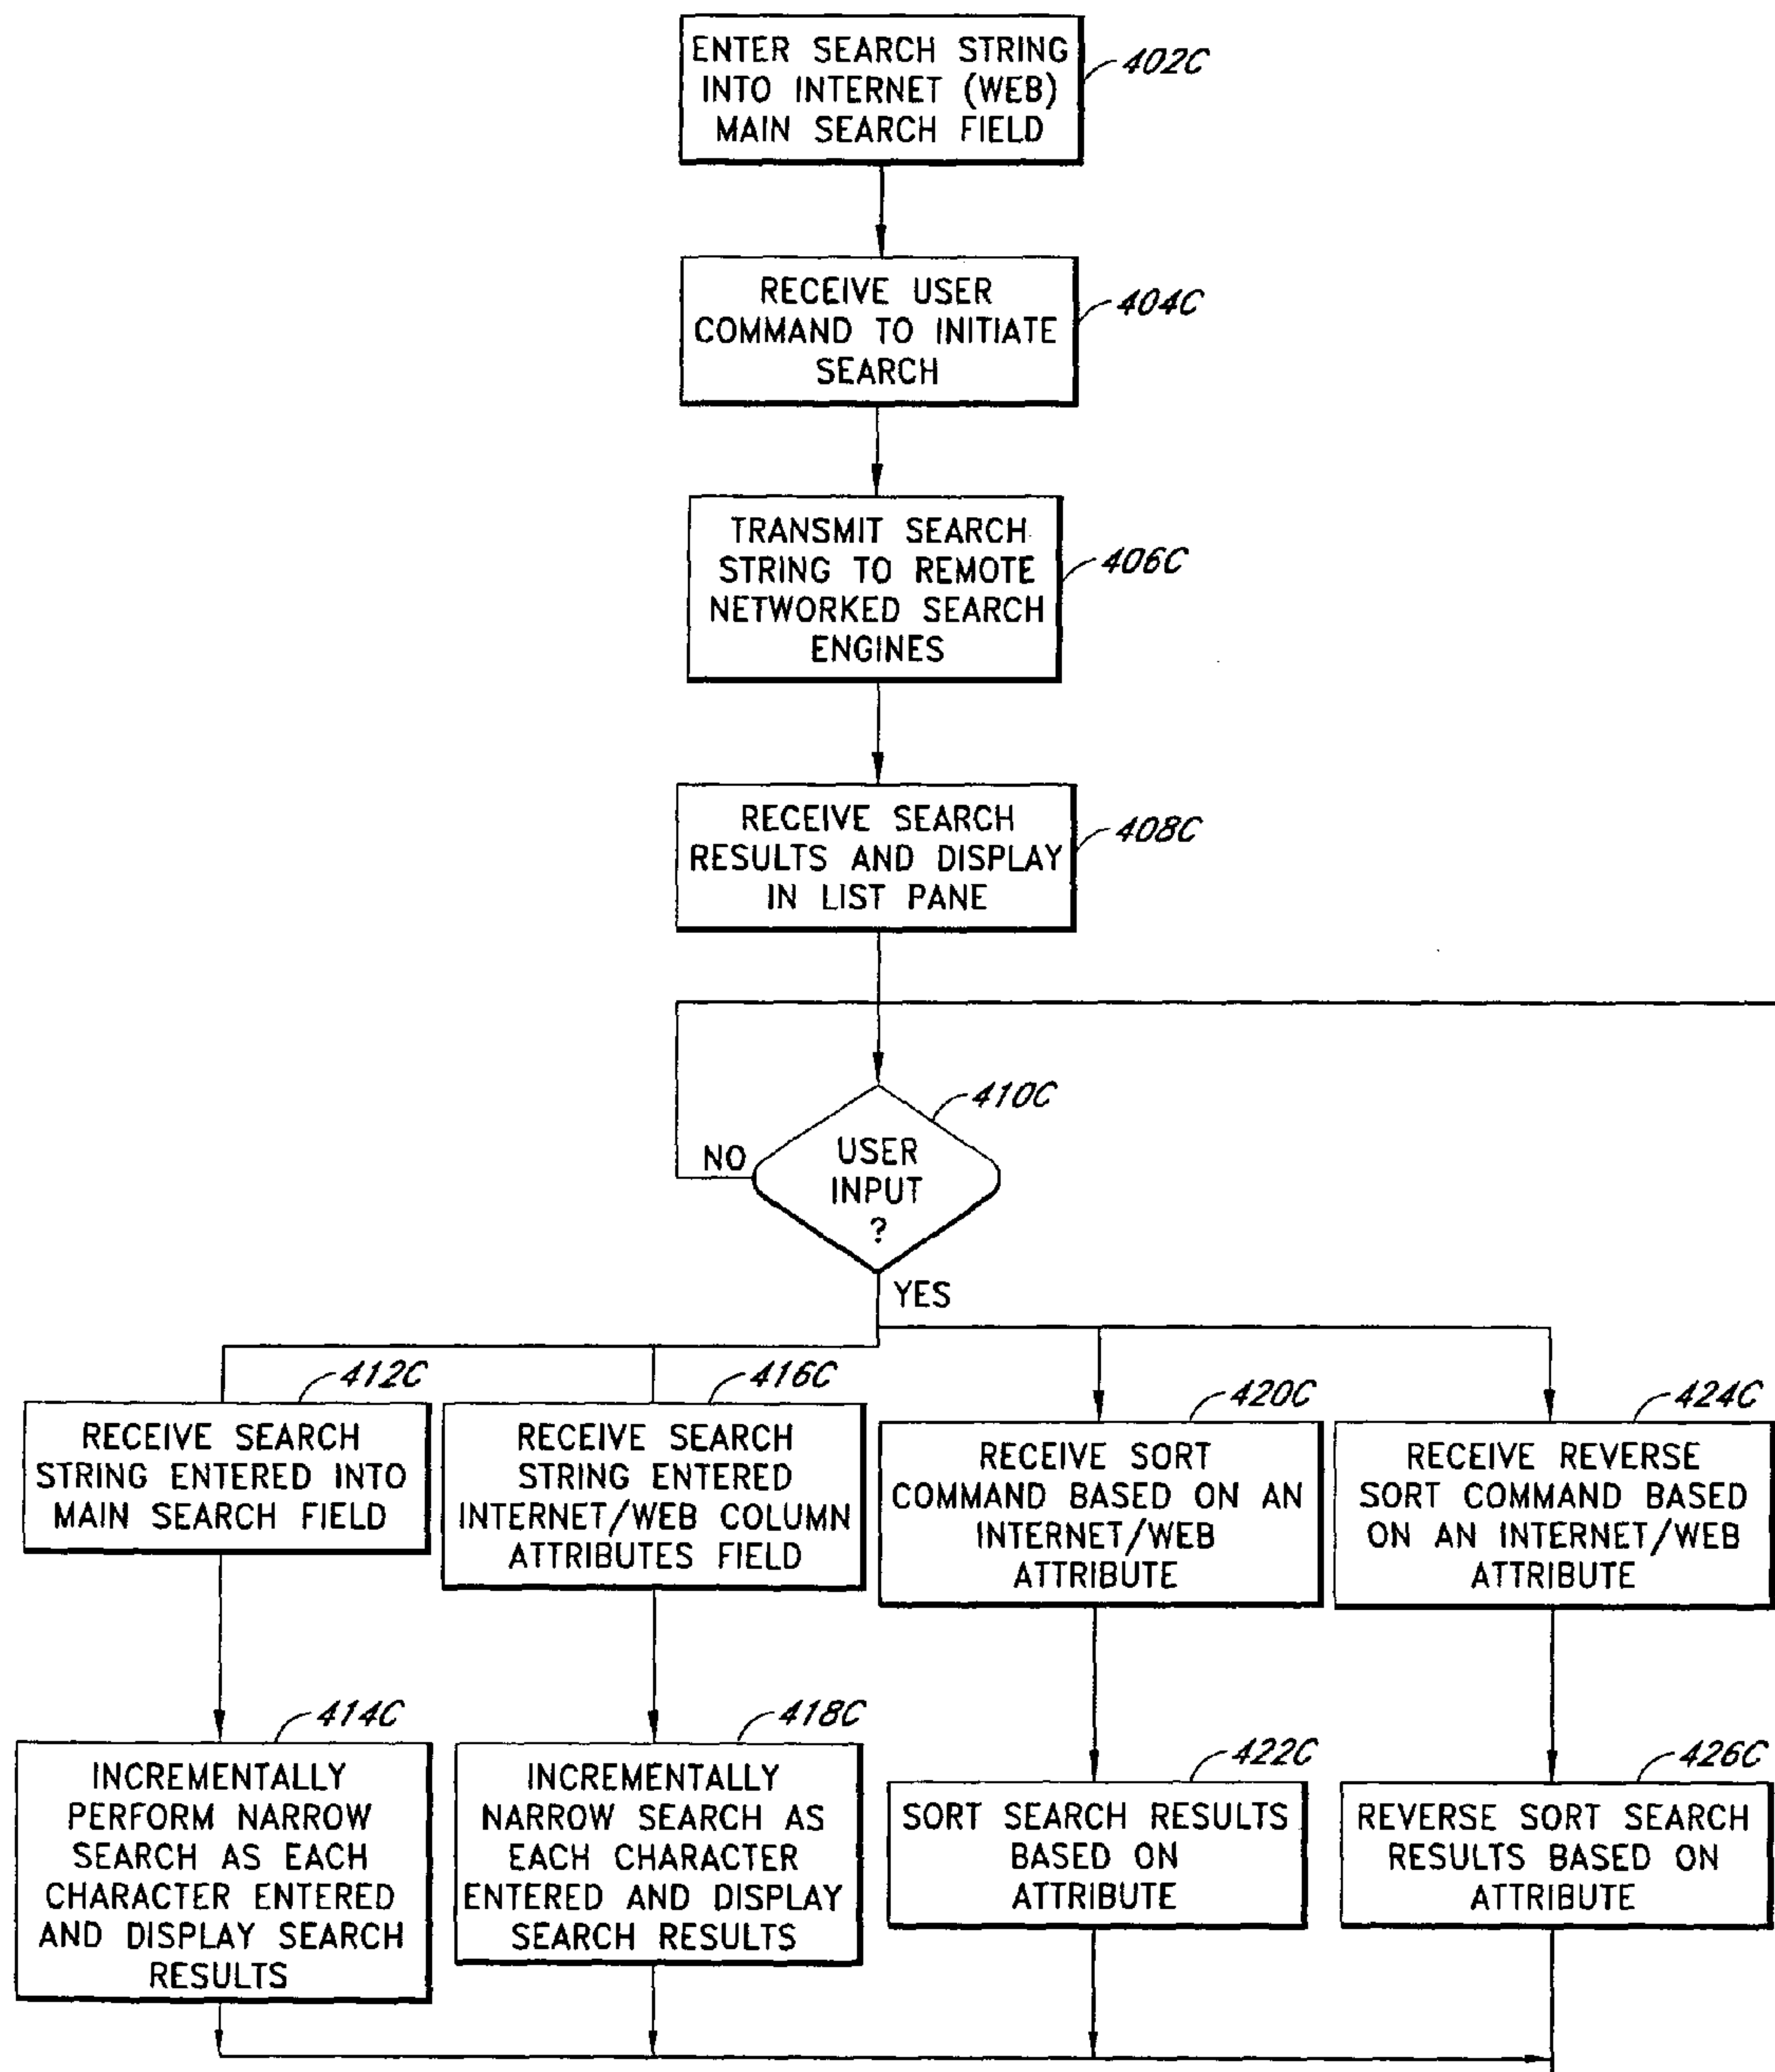 ENTER SEARCH STRING
INTO INTERNET (WEB)
MAIN SEARCH FIELD
402C
RECEIVE USER
COMMAND TO INITIATE
SEARCH
404C
TRANSMIT SEARCH
STRING TO REMOTE
NETWORKED SEARCH
ENGINES
406C
RECEIVE SEARCH
RESULTS AND DISPLAY
IN LIST PANE
408C
410C
USER
INPUT
?
NO
YES
412C
RECEIVE SEARCH
STRING ENTERED INTO
MAIN SEARCH FIELD
416C
RECEIVE SEARCH
STRING ENTERED
INTERNET/WEB COLUMN
ATTRIBUTES FIELD
420C
RECEIVE SORT
COMMAND BASED ON AN
INTERNET/WEB
ATTRIBUTE
424C
RECEIVE REVERSE
SORT COMMAND BASED
ON AN INTERNET/WEB
ATTRIBUTE
414C
INCREMENTALLY
PERFORM NARROW
SEARCH AS EACH
CHARACTER ENTERED
AND DISPLAY SEARCH
RESULTS
418C
INCREMENTALLY
NARROW SEARCH AS
EACH CHARACTER
ENTERED AND DISPLAY
SEARCH RESULTS
422C
SORT SEARCH RESULTS
BASED ON
ATTRIBUTE
426C
REVERSE SORT SEARCH
RESULTS BASED ON
ATTRIBUTE